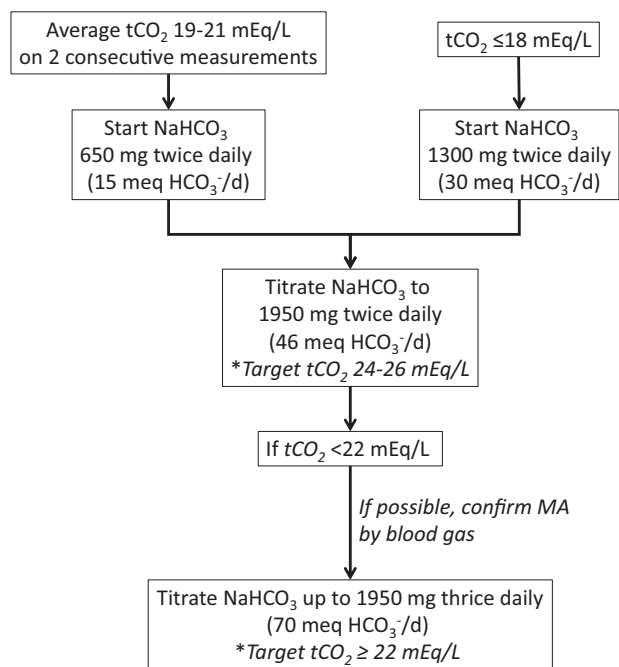 Average tCO₂ 19-21 mEq/L
on 2 consecutive measurements
tCO₂ ≤18 mEq/L
Start NaHCO₃
650 mg twice daily
(15 meq HCO₃⁻/d)
Start NaHCO₃
1300 mg twice daily
(30 meq HCO₃⁻/d)
Titrate NaHCO₃ to
1950 mg twice daily
(46 meq HCO₃⁻/d)
*Target tCO₂ 24-26 mEq/L
If tCO₂ <22 mEq/L
If possible, confirm MA
by blood gas
Titrate NaHCO₃ up to 1950 mg thrice daily
(70 meq HCO₃⁻/d)
*Target tCO₂ ≥ 22 mEq/L